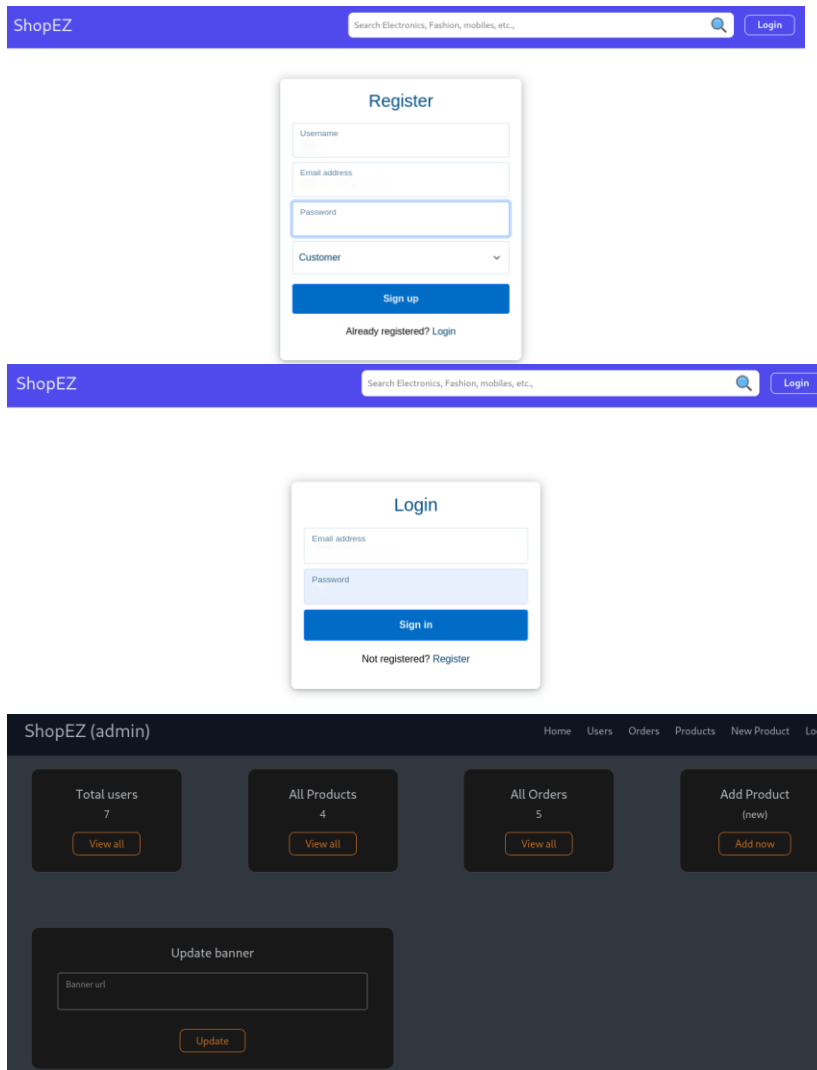 ShopEZ Search Electronics, Fashion, mobiles, etc., Login
Register
Username
Email address
Password
Customer
Sign up
Already registered? Login
ShopEZ Search Electronics, Fashion, mobiles, etc., Login
Login
Email address
Password
Sign in
Not registered? Register
ShopEZ (admin) Home Users Orders Products New Product Lo
Total users All Products All Orders Add Product
7 4 5 (new)
View all View all View all Add now
Update banner
Banner url
Update